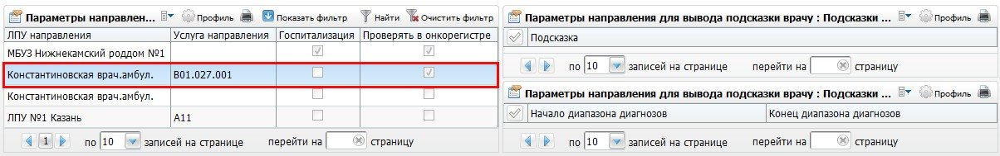 Параметры направлен... Профиль Показать фильтр Найти Очистить фильтр
ЛПУ направления Услуга направления Госпитализация Проверять в онкорегистре
МБУЗ Нижнекамский роддом №1
Константиновская врач.амбул. B01.027.001
Константиновская врач.амбул.
ЛПУ №1 Казань А11
1 по 10 записей на странице перейти на страницу
Параметры направления для вывода подсказки врачу : Подсказки ... Профиль
Подсказка
по 10 записей на странице перейти на страницу
Параметры направления для вывода подсказки врачу : Подсказки ... Профиль
Начало диапазона диагнозов Конец диапазона диагнозов
по 10 записей на странице перейти на страницу